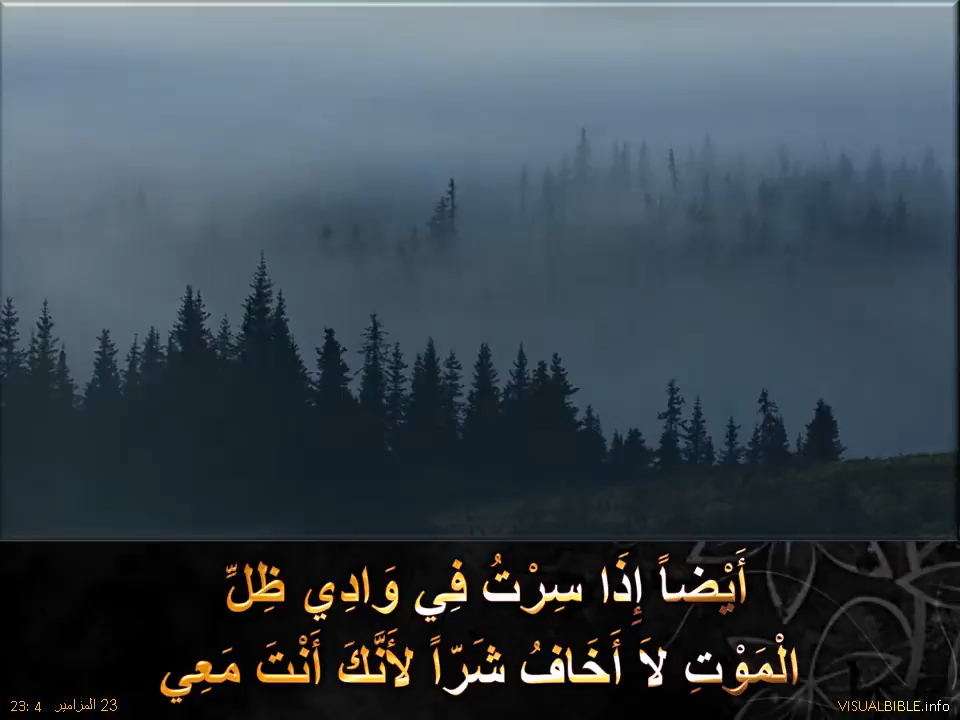 أَيْضاً إِذَا سِرْتُ فِي وَادِي ظِلِّ
الْمَوْتِ لاَ أَخَافُ شَرّاً لأَنَّكَ أَنْتَ مَعِي
23 المزامير 23: 4
VISUALBIBLE.info